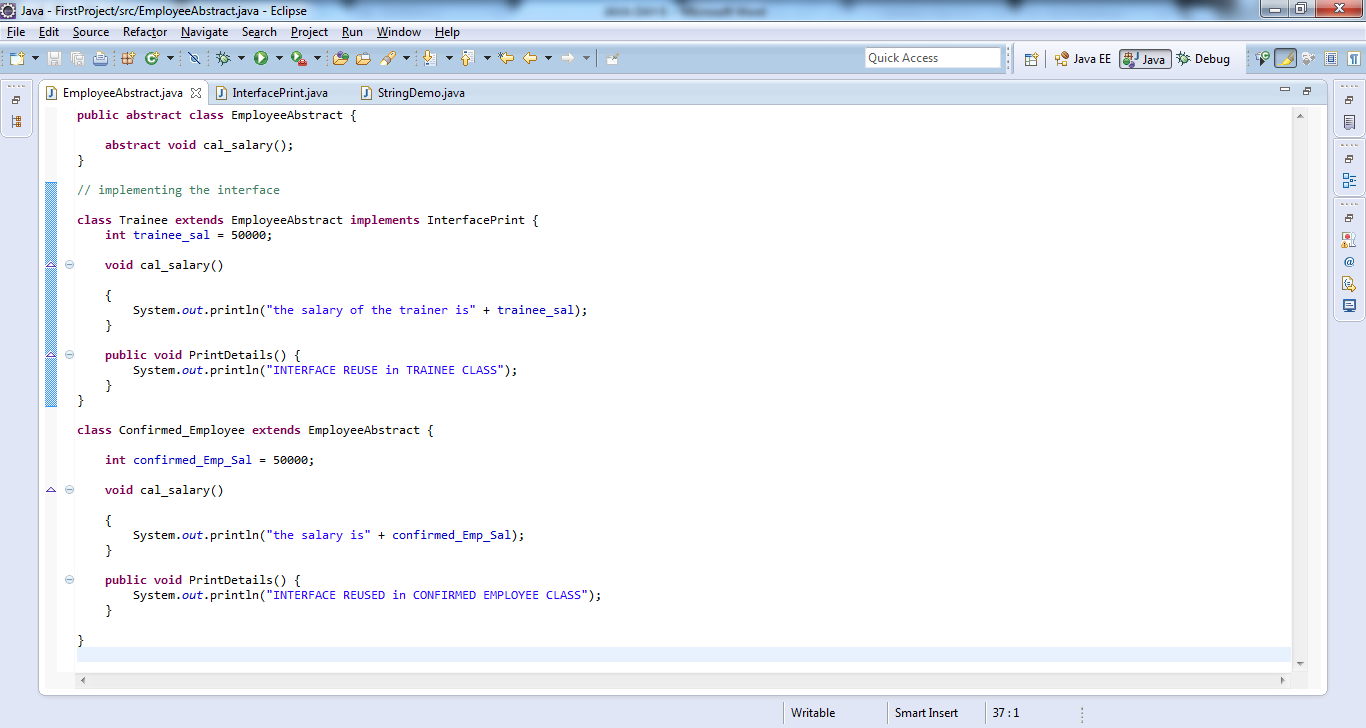 Java - FirstProject/src/EmployeeAbstract.java - Eclipse
File Edit Source Refactor Navigate Search Project Run Window Help
Quick Access
Java EE
Java
Debug
EmployeeAbstract.java
InterfacePrint.java
StringDemo.java
public abstract class EmployeeAbstract {
abstract void cal_salary();
}
// implementing the interface
class Trainee extends EmployeeAbstract implements InterfacePrint {
int trainee_sal = 50000;
void cal_salary()
{
System.out.println("the salary of the trainer is" + trainee_sal);
}
public void PrintDetails() {
System.out.println("INTERFACE REUSE in TRAINEE CLASS");
}
}
class Confirmed_Employee extends EmployeeAbstract {
int confirmed_Emp_Sal = 50000;
void cal_salary()
{
System.out.println("the salary is" + confirmed_Emp_Sal);
}
public void PrintDetails() {
System.out.println("INTERFACE REUSED in CONFIRMED EMPLOYEE CLASS");
}
}
Writable
Smart Insert
37 : 1